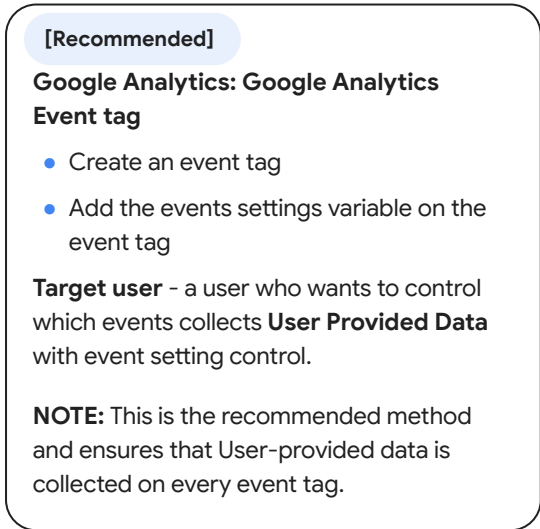 [Recommended]
Google Analytics: Google Analytics
Event tag
Create an event tag
Add the events settings variable on the
event tag
Target user - a user who wants to control
which events collects User Provided Data
with event setting control.
NOTE: This is the recommended method
and ensures that User-provided data is
collected on every event tag.